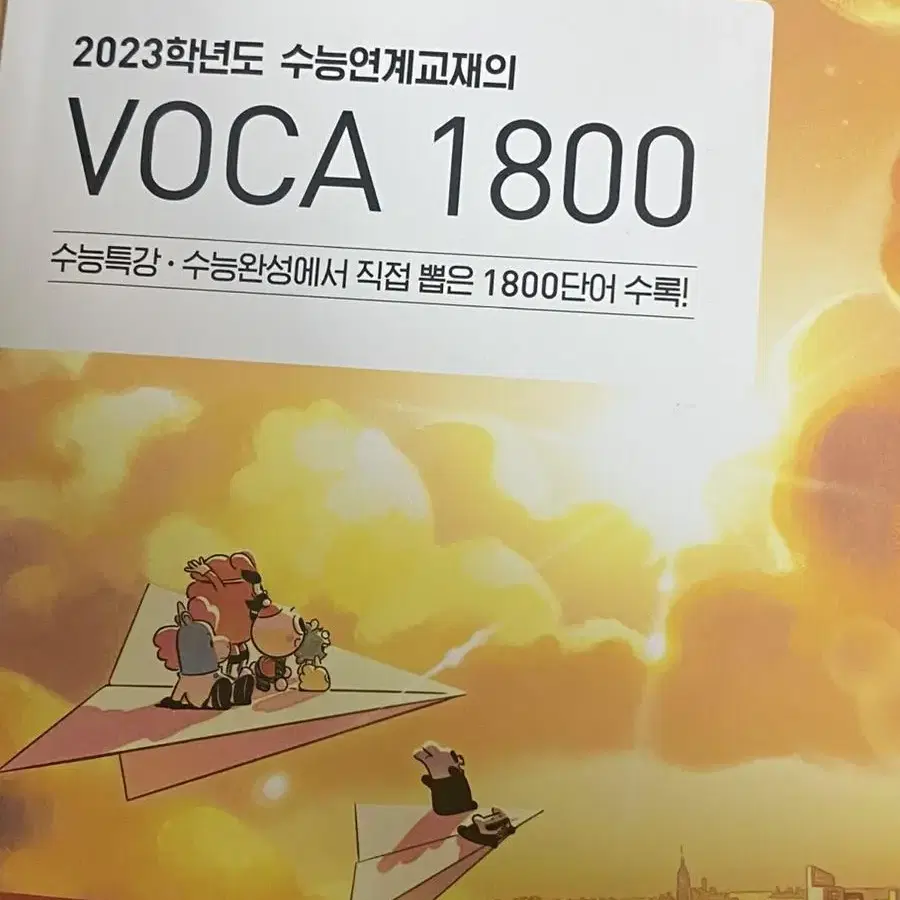 2023학년도 수능연계교재의
VOCA 1800
수능특강·수능완성에서 직접 뽑은 1800단어 수록!